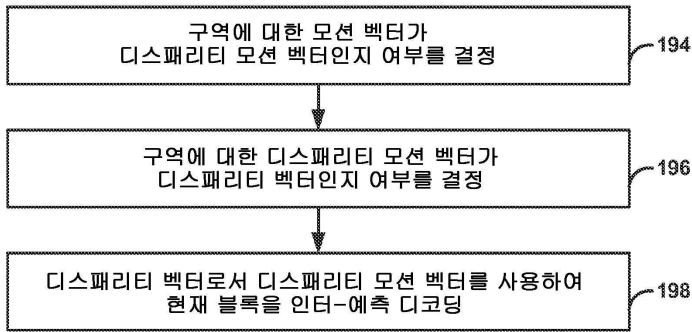 구역에 대한 모션 벡터가
디스패리티 모션 벡터인지 여부를 결정
194
구역에 대한 디스패리티 모션 벡터가
디스패리티 벡터인지 여부를 결정
196
디스패리티 벡터로서 디스패리티 모션 벡터를 사용하여
현재 블록을 인터-예측 디코딩
198